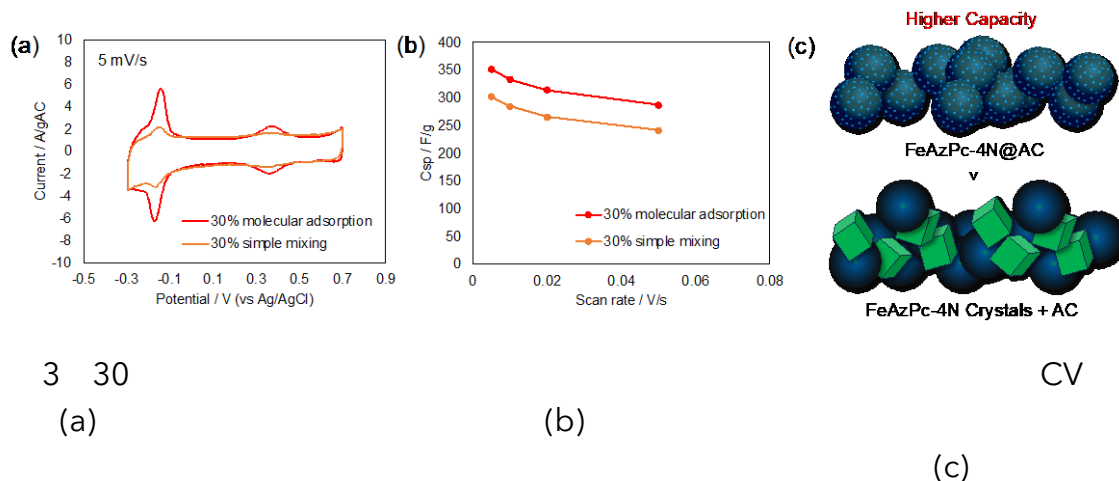 Higher Capacity
(a)
5 mV/s
Current / A/gAC
10
8
6
4
2
0
-2
-4
-6
-8
-10
-0.5 -0.3 -0.1 0.1 0.3 0.5 0.7 0.9
Potential / V (vs Ag/AgCl)
30% molecular adsorption
30% simple mixing
(b)
Csp / F/g
400
350
300
250
200
150
100
50
0
0 0.02 0.04 0.06 0.08
Scan rate / V/s
30% molecular adsorption
30% simple mixing
(c)
FeAzPc-4N@AC
v
FeAzPc-4N Crystals + AC
3 30 CV
(a) (b)
(c)